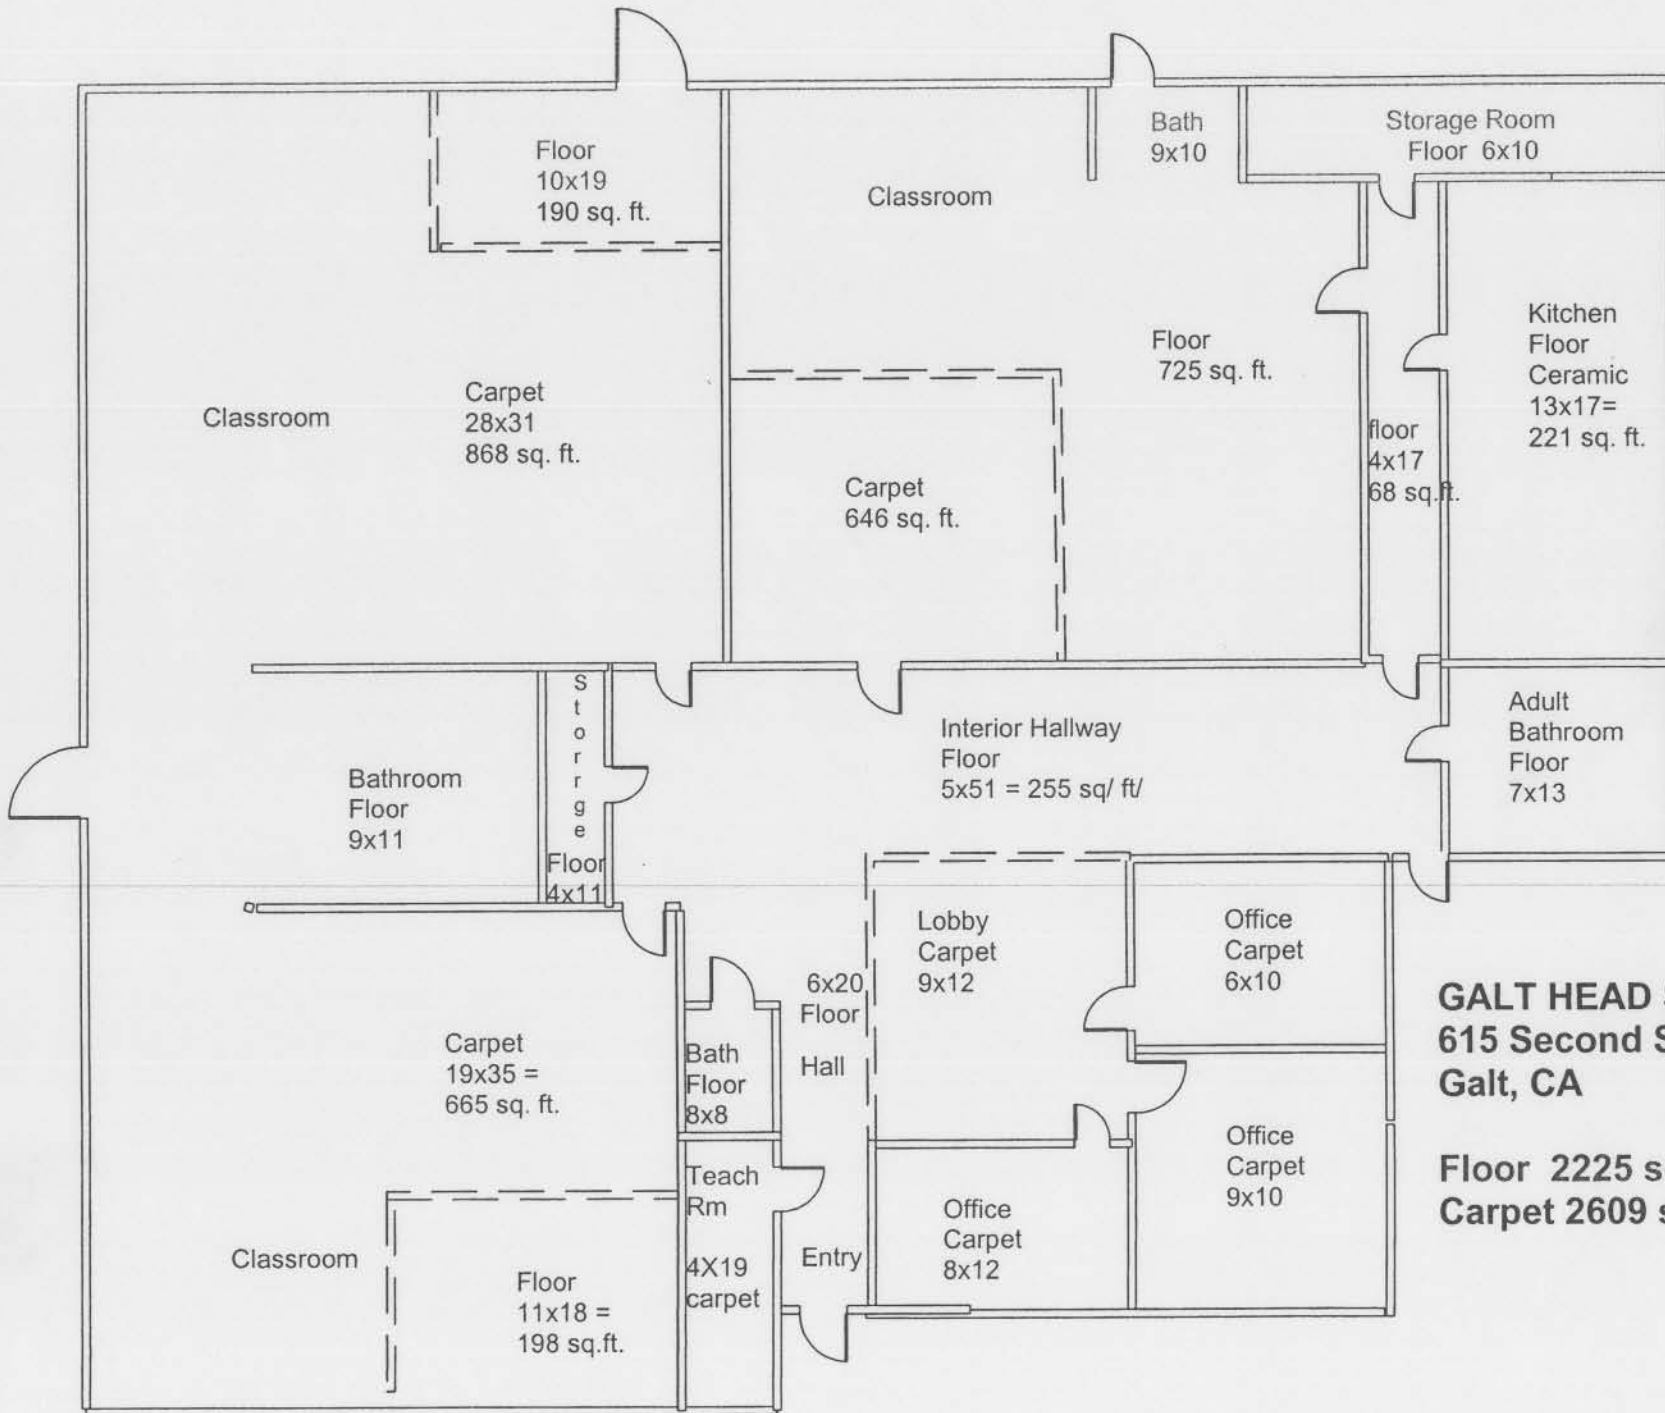 Floor
10x19
190 sq. ft.
Classroom
Bath
9x10
Storage Room
Floor 6x10
Classroom
Carpet
28x31
868 sq. ft.
Floor
725 sq. ft.
Carpet
646 sq. ft.
floor
4x17
68 sq.ft.
Kitchen
Floor
Ceramic
13x17=
221 sq. ft.
Bathroom
Floor
9x11
S
t
o
r
r
g
e
Floor
4x11
Interior Hallway
Floor
5x51 = 255 sq/ ft/
Adult
Bathroom
Floor
7x13
Carpet
19x35 =
665 sq. ft.
Bath
Floor
8x8
6x20
Floor
Hall
Lobby
Carpet
9x12
Office
Carpet
6x10
Classroom
Floor
11x18 =
198 sq.ft.
Teach
Rm
4X19
carpet
Entry
Office
Carpet
8x12
Office
Carpet
9x10
GALT HEAD
615 Second S
Galt, CA
Floor 2225 s
Carpet 2609 s